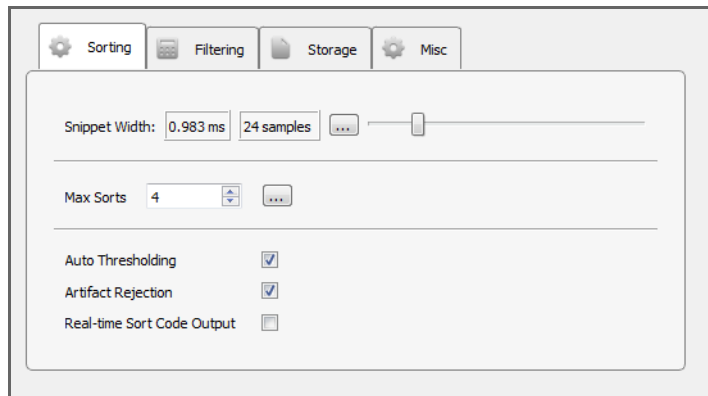 Sorting Filtering Storage Misc
Snippet Width: 0.983 ms 24 samples ...
Max Sorts 4 ...
Auto Thresholding
Artifact Rejection
Real-time Sort Code Output